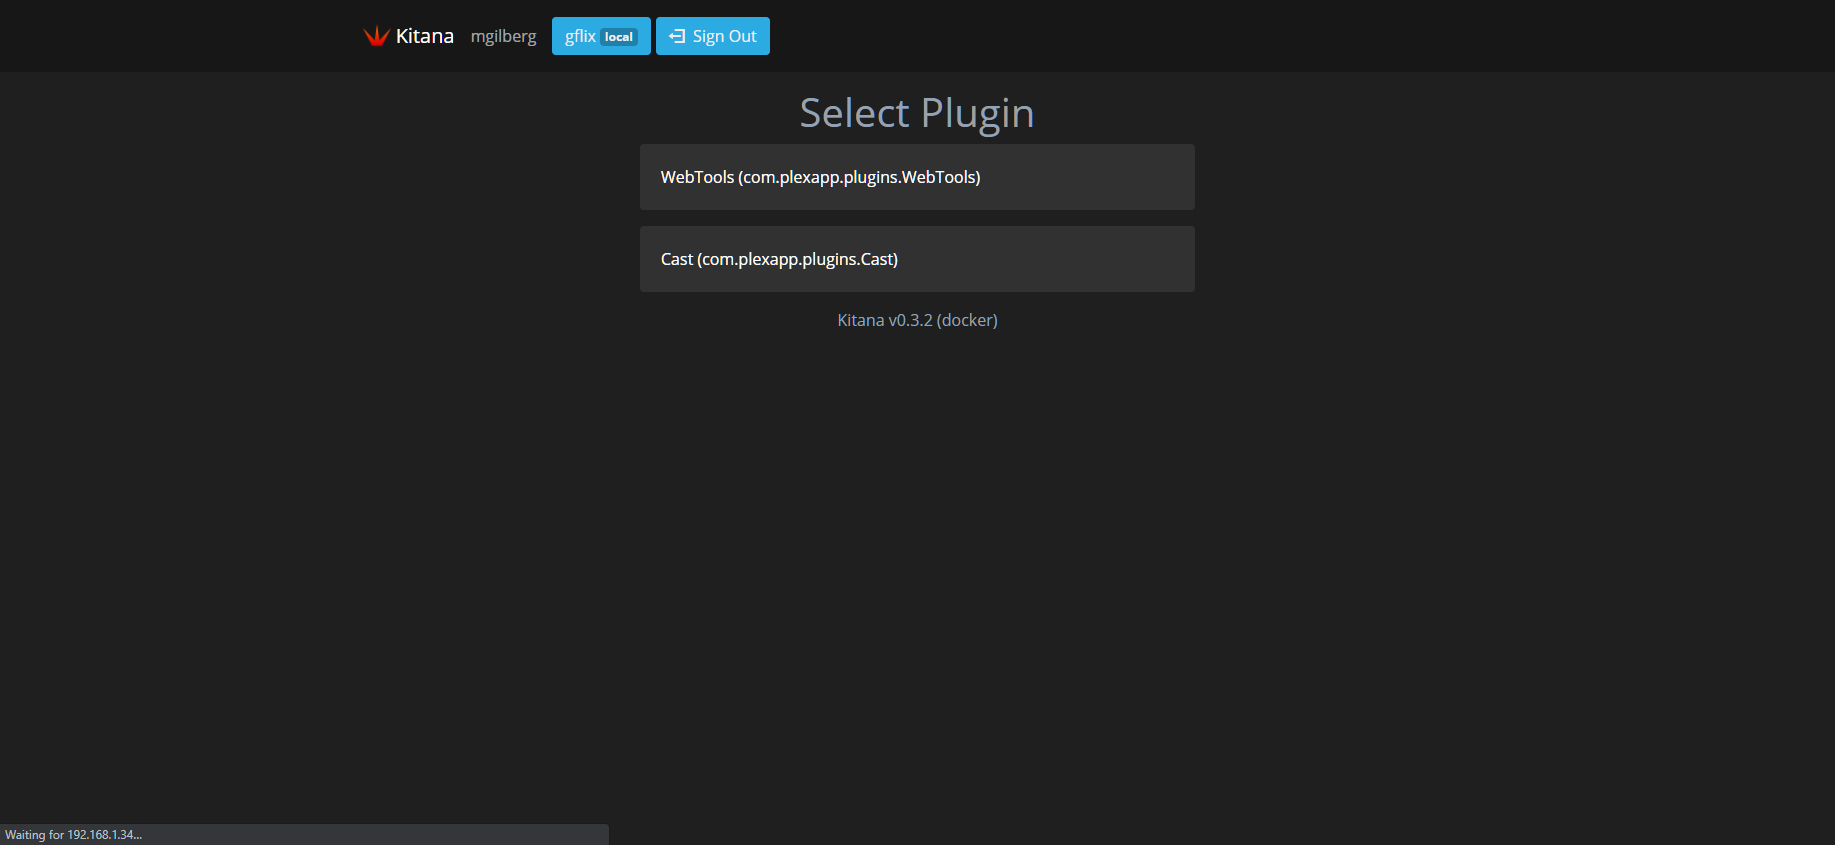 Kitana mgilberg gflix local Sign Out
Select Plugin
WebTools (com.plexapp.plugins.WebTools)
Cast (com.plexapp.plugins.Cast)
Kitana v0.3.2 (docker)
Waiting for 192.168.1.34...